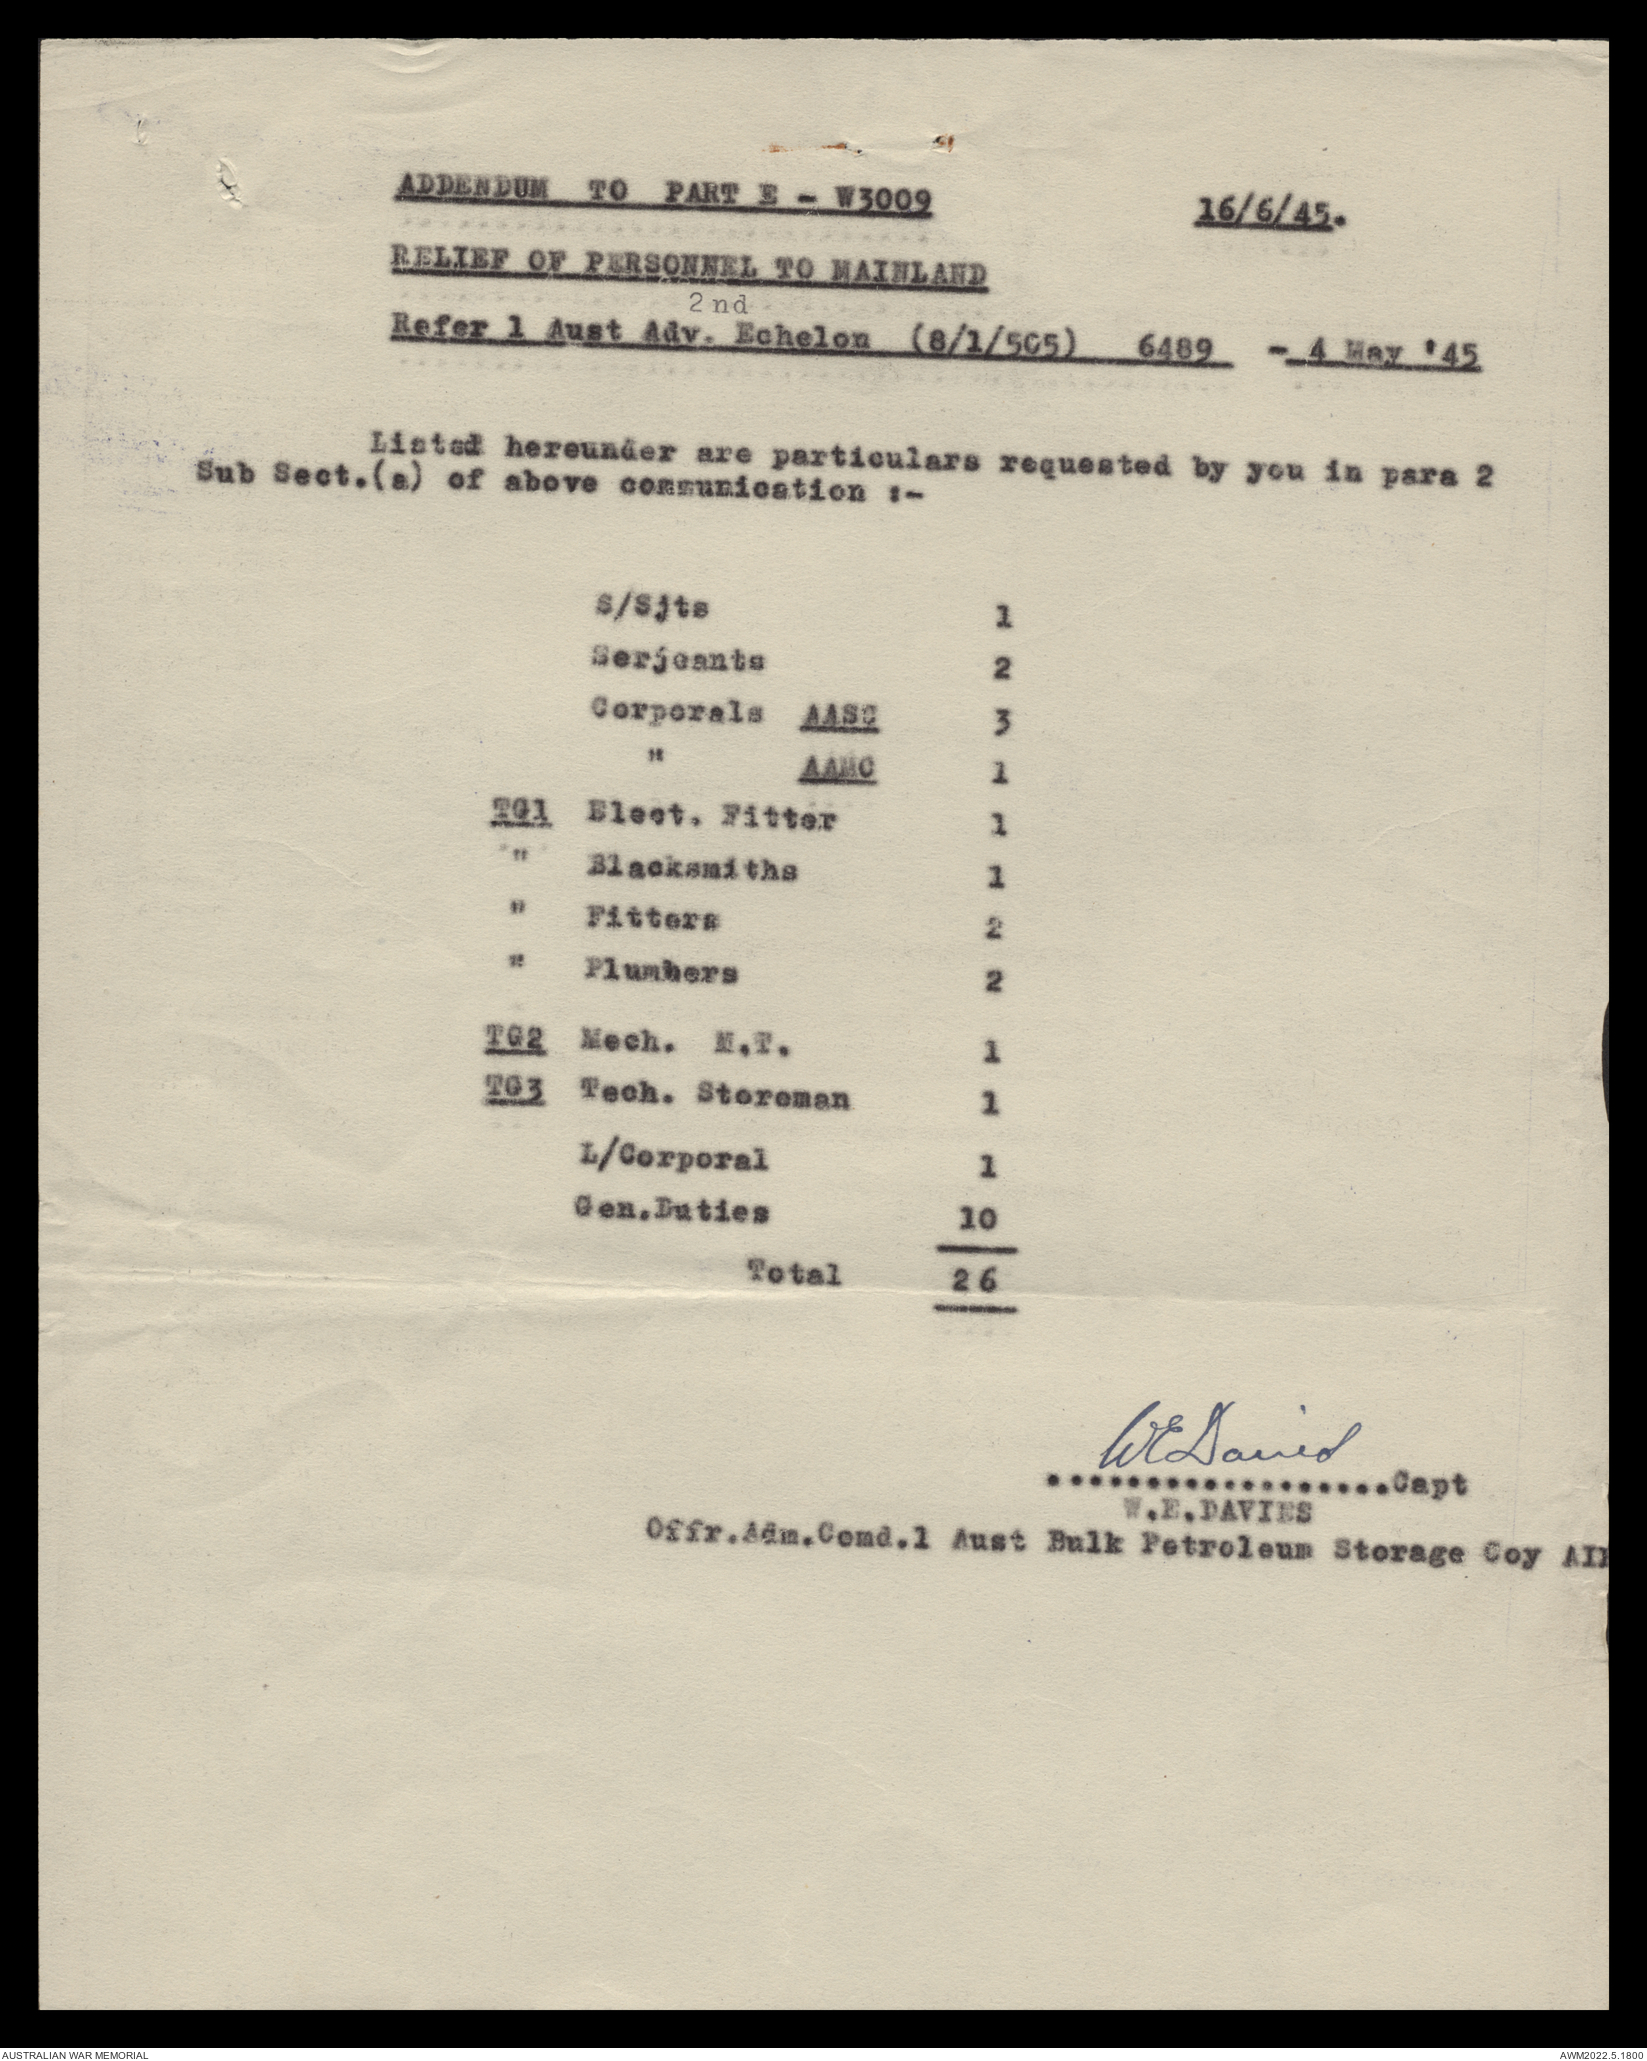 ADDENDUM TO PART E - W3009 16/6/45.
RELIEF OF PERSONNEL TO MAINLAND
2nd
Refer 1 Aust Adv. Echelon (8/1/505) 6489 - 4 May '45
Listed hereunder are particulars requested by you in para 2
Sub Sect.(a) of above communication :-
S/Sjts 1
Serjeants 2
Corporals AASC 3
" AAMC 1
TG1 Elect. Fitter 1
" Blacksmiths 1
" Fitters 2
" Plumbers 2
TG2 Mech. M.T. 1
TG3 Tech. Storeman 1
L/Corporal 1
Gen.Duties 10
Total 26
WEDavies
..................Capt
W.E.DAVIES
Offr.Adm.Comd.1 Aust Bulk Petroleum Storage Coy AIF
AUSTRALIAN WAR MEMORIAL AWM2022.5.1800